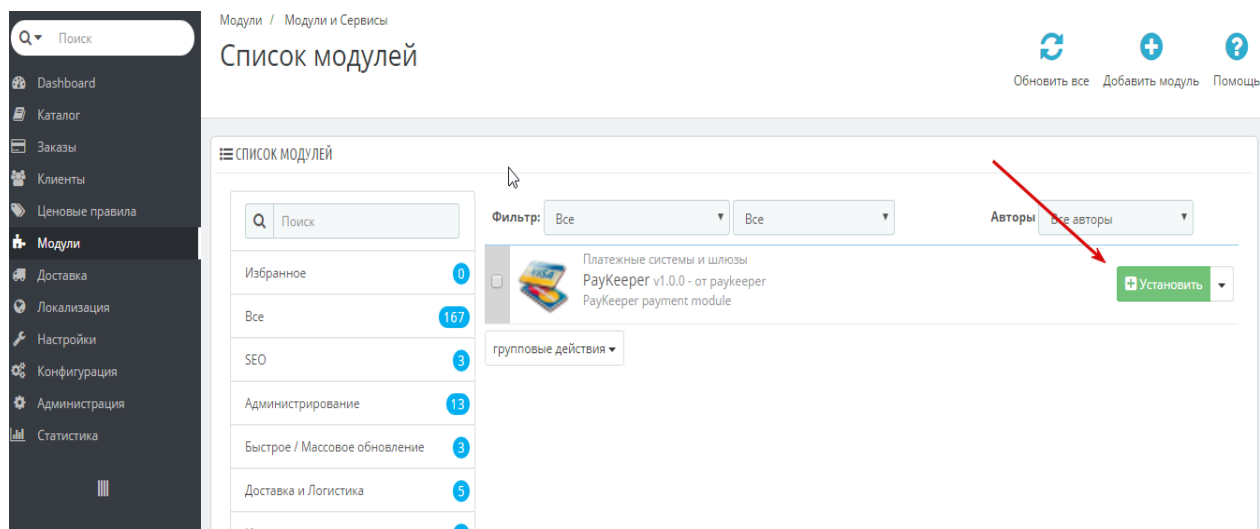 Поиск
Dashboard
Каталог
Заказы
Клиенты
Ценовые правила
Модули
Доставка
Локализация
Настройки
Конфигурация
Администрация
Статистика
Модули / Модули и Сервисы
Список модулей
Обновить все
Добавить модуль
Помощь
СПИСОК МОДУЛЕЙ
Поиск
Избранное 0
Все 167
SEO 3
Администрирование 13
Быстрое / Массовое обновление 3
Доставка и Логистика 5
Фильтр: Все Все
Авторы Все авторы
Платежные системы и шлюзы
PayKeeper v1.0.0 - от paykeeper
PayKeeper payment module
VISA
Установить
групповые действия